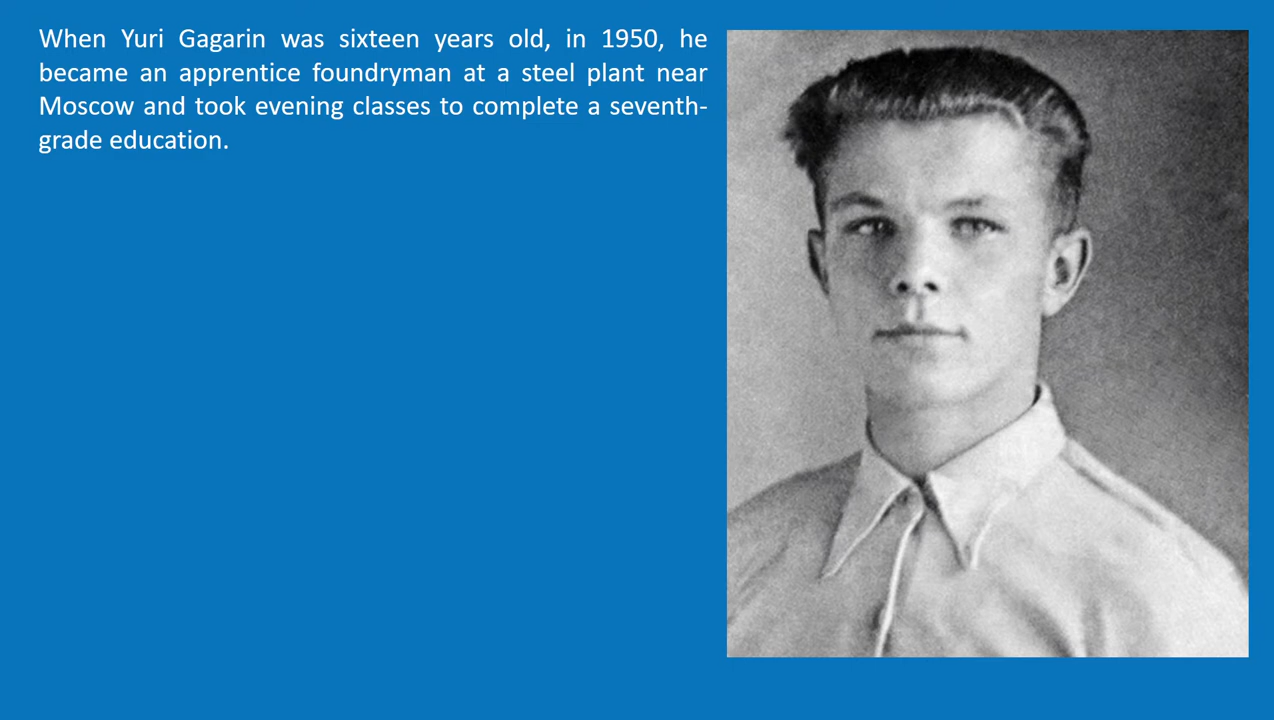 When Yuri Gagarin was sixteen years old, in 1950, he
became an apprentice foundryman at a steel plant near
Moscow and took evening classes to complete a seventh-
grade education.